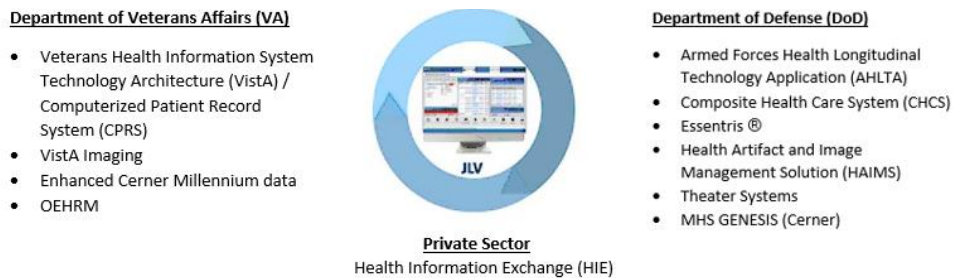 Department of Veterans Affairs (VA)
• Veterans Health Information System
Technology Architecture (VistA) /
Computerized Patient Record
System (CPRS)
• VistA Imaging
• Enhanced Cerner Millennium data
• OEHRM
JLV
Department of Defense (DoD)
• Armed Forces Health Longitudinal
Technology Application (AHLTA)
• Composite Health Care System (CHCS)
• Essentris ®
• Health Artifact and Image
Management Solution (HAIMS)
• Theater Systems
• MHS GENESIS (Cerner)
Private Sector
Health Information Exchange (HIE)